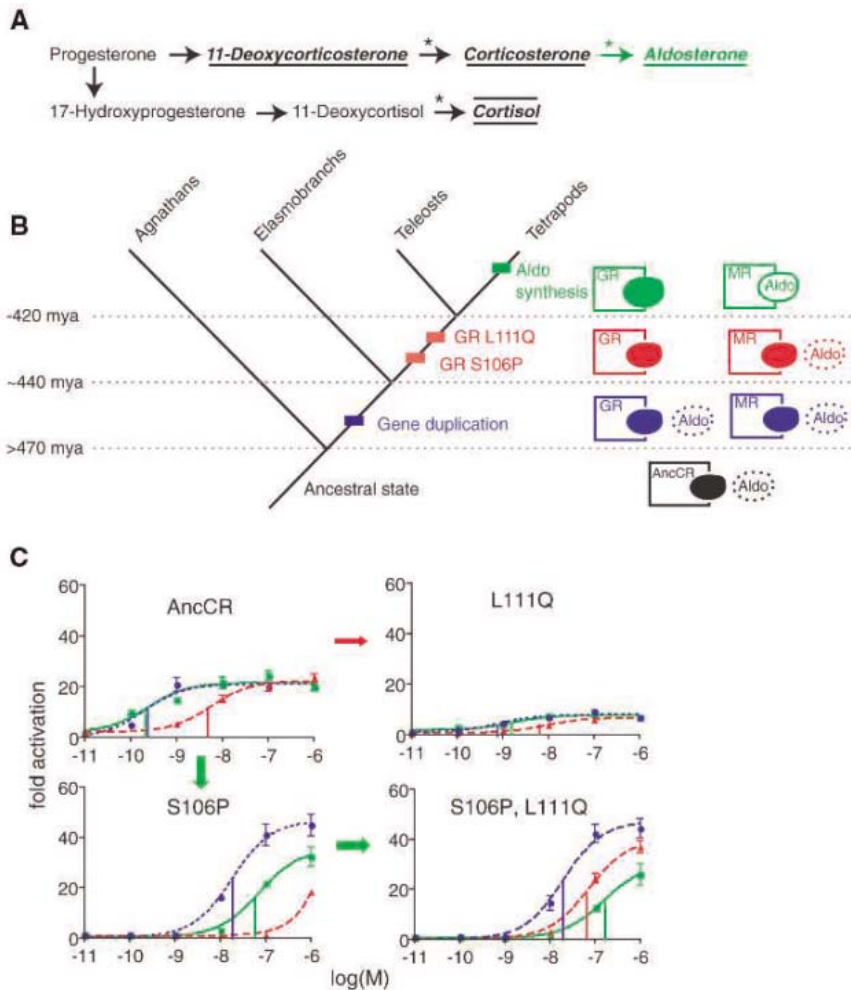 A
Progesterone → 11-Deoxycorticosterone *→ Corticosterone *→ Aldosterone
17-Hydroxyprogesterone → 11-Deoxycortisol *→ Cortisol
B
Agnathans
Elasmobranchs
Teleosts
Tetrapods
Aldo
synthesis
GR
MR
Aldo
-420 mya
GR L111Q
GR S106P
GR
MR
Aldo
~440 mya
Gene duplication
GR
Aldo
MR
Aldo
>470 mya
Ancestral state
AncCR
Aldo
C
fold activation
AncCR
60
40
20
0
-11 -10 -9 -8 -7 -6
L111Q
60
40
20
0
-11 -10 -9 -8 -7 -6
S106P
60
40
20
0
-11 -10 -9 -8 -7 -6
S106P, L111Q
60
40
20
0
-11 -10 -9 -8 -7 -6
log(M)